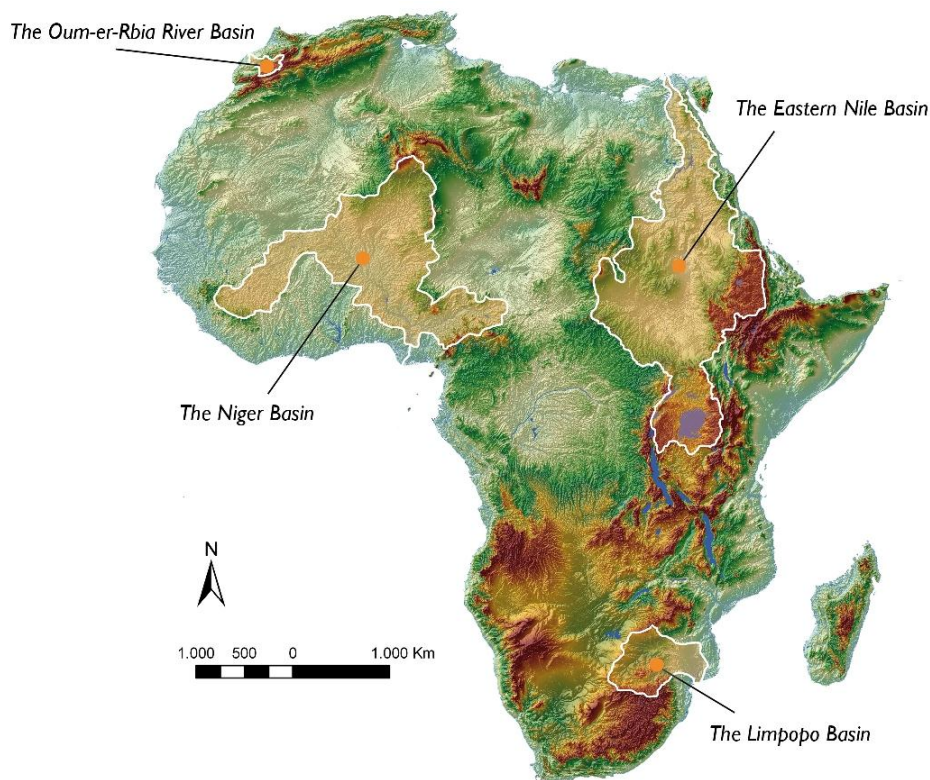 The Oum-er-Rbia River Basin
The Eastern Nile Basin
The Niger Basin
N
1.000 500 0 1.000 Km
The Limpopo Basin